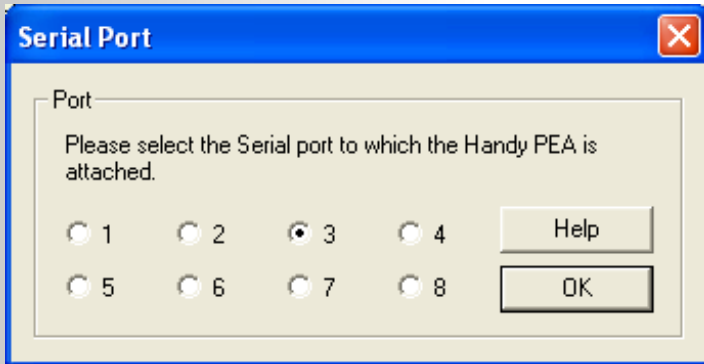 Serial Port
Port
Please select the Serial port to which the Handy PEA is
attached.
1 2 3 4 Help
5 6 7 8 OK